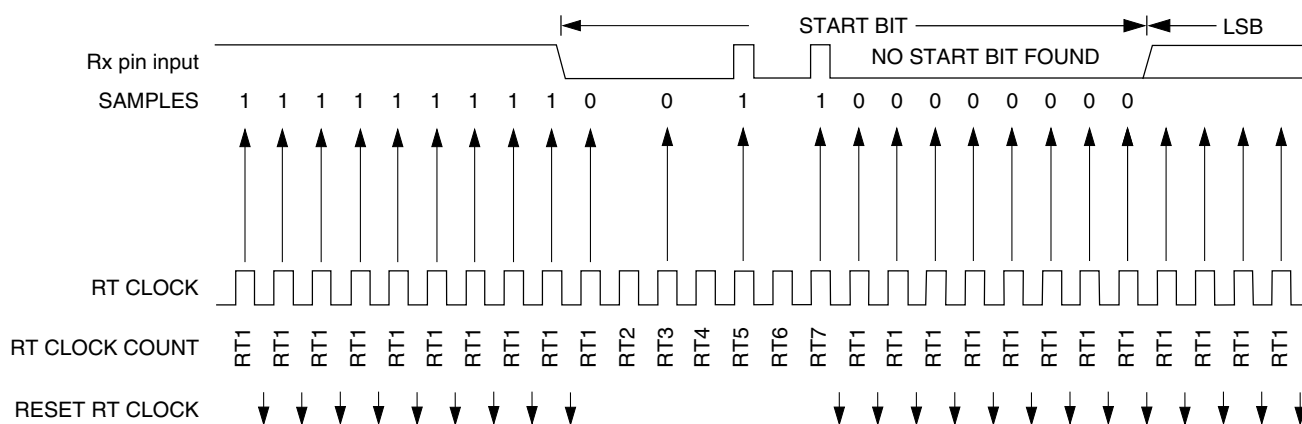 START BIT
LSB
Rx pin input
NO START BIT FOUND
SAMPLES 1 1 1 1 1 1 1 1 1 0 0 1 1 0 0 0 0 0 0 0 0
RT CLOCK
RT CLOCK COUNT RT1 RT1 RT1 RT1 RT1 RT1 RT1 RT1 RT1 RT1 RT2 RT3 RT4 RT5 RT6 RT7 RT1 RT1 RT1 RT1 RT1 RT1 RT1 RT1 RT1 RT1 RT1 RT1
RESET RT CLOCK